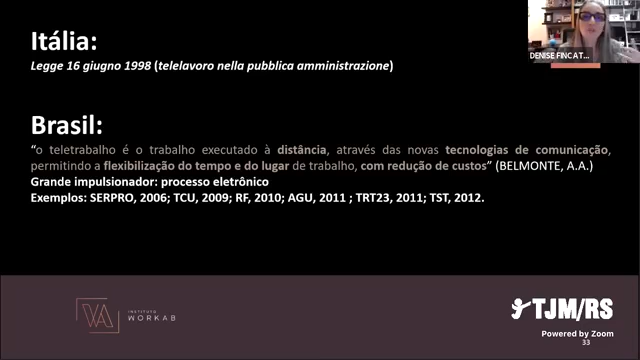 Itália:
Legge 16 giugno 1998 (telelavoro nella pubblica amministrazione)
DENISE FINCAT...
Brasil:
“o teletrabalho é o trabalho executado à distância, através das novas tecnologias de comunicação,
permitindo a flexibilização do tempo e do lugar de trabalho, com redução de custos” (BELMONTE, A.A.)
Grande impulsionador: processo eletrônico
Exemplos: SERPRO, 2006; TCU, 2009; RF, 2010; AGU, 2011 ; TRT23, 2011; TST, 2012.
INSTITUTO
WORKAB
TJM/RS
Powered by Zoom
33